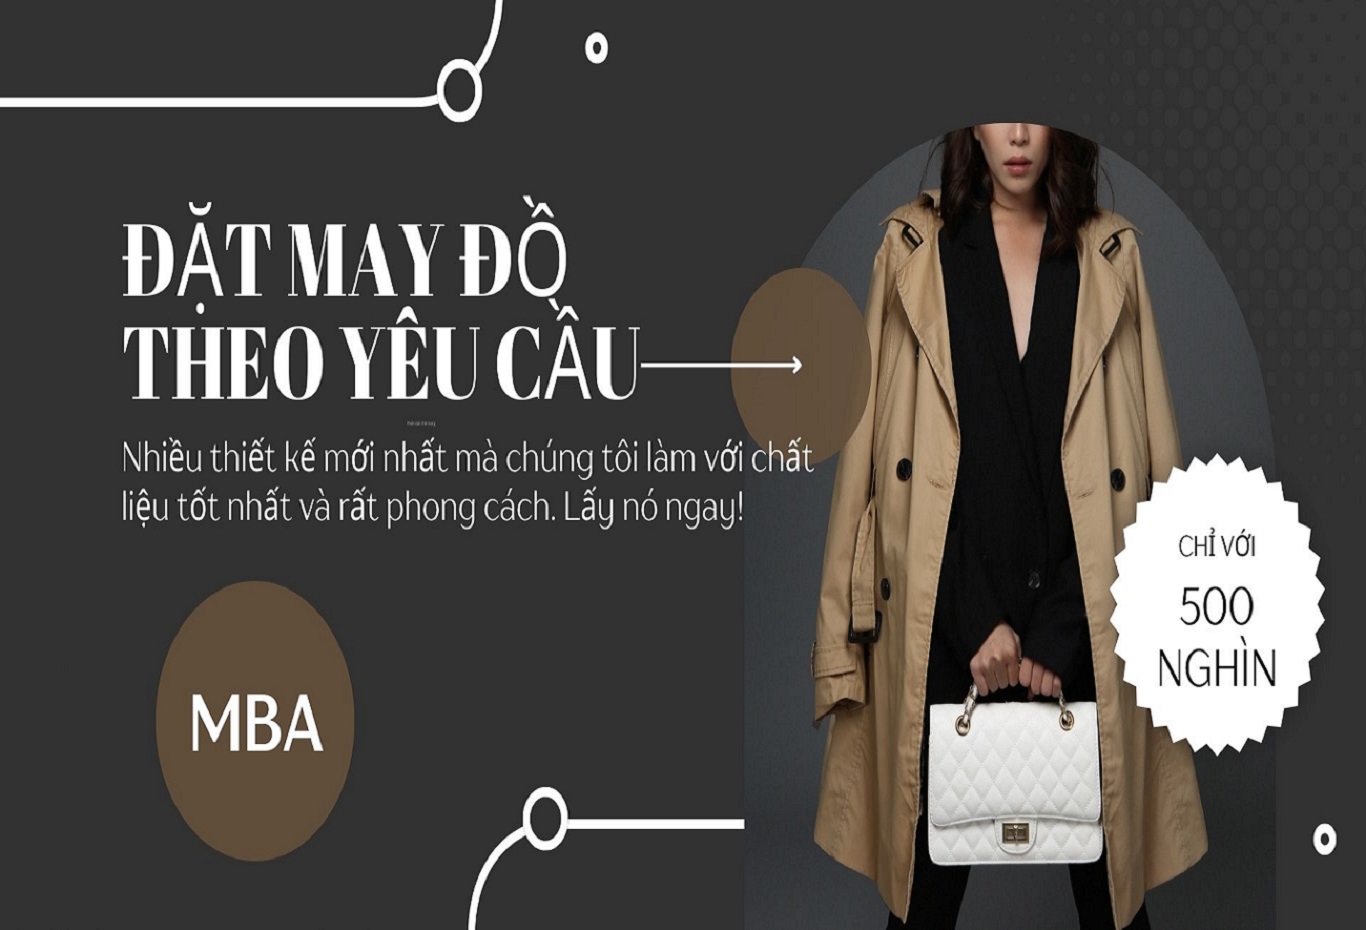 ĐẶT MAY ĐỒ
THEO YÊU CẦU
Nhiều thiết kế mới nhất mà chúng tôi làm với chất
liệu tốt nhất và rất phong cách. Lấy nó ngay!
MBA
CHỈ VỚI
500
NGHÌN